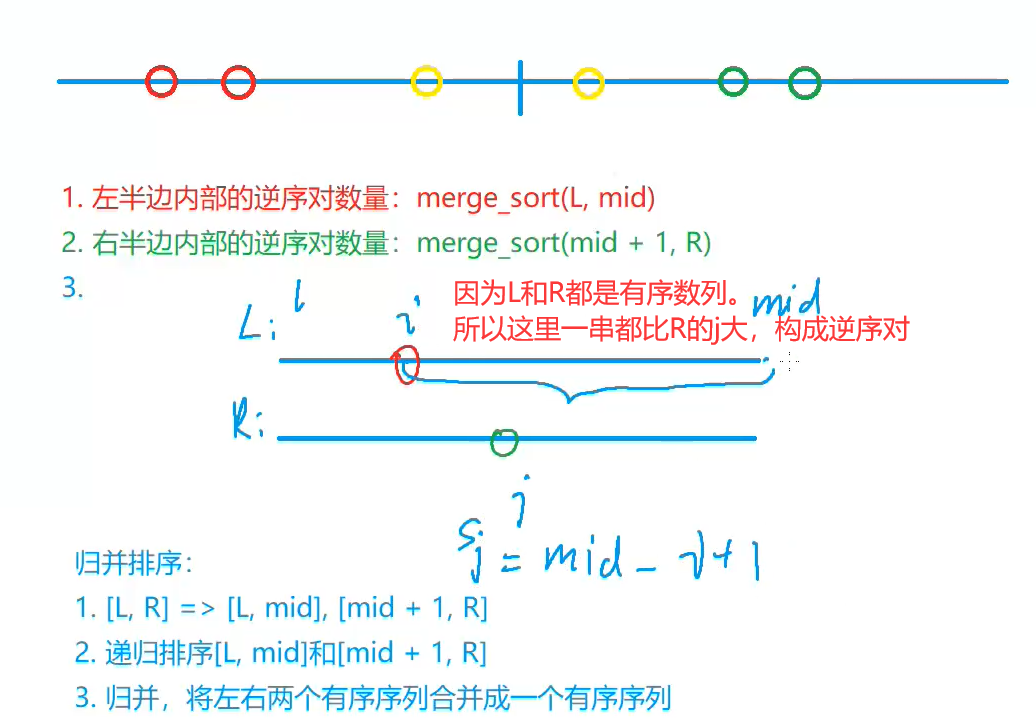 1. 左半边内部的逆序对数量：merge_sort(L, mid)
2. 右半边内部的逆序对数量：merge_sort(mid + 1, R)
3.
l
因为L和R都是有序数列。
mid
Li
i
所以这里一串都比R的j大，构成逆序对
Ri
j
Sj = mid - i + 1
归并排序：
1. [L, R] => [L, mid], [mid + 1, R]
2. 递归排序[L, mid]和[mid + 1, R]
3. 归并，将左右两个有序序列合并成一个有序序列